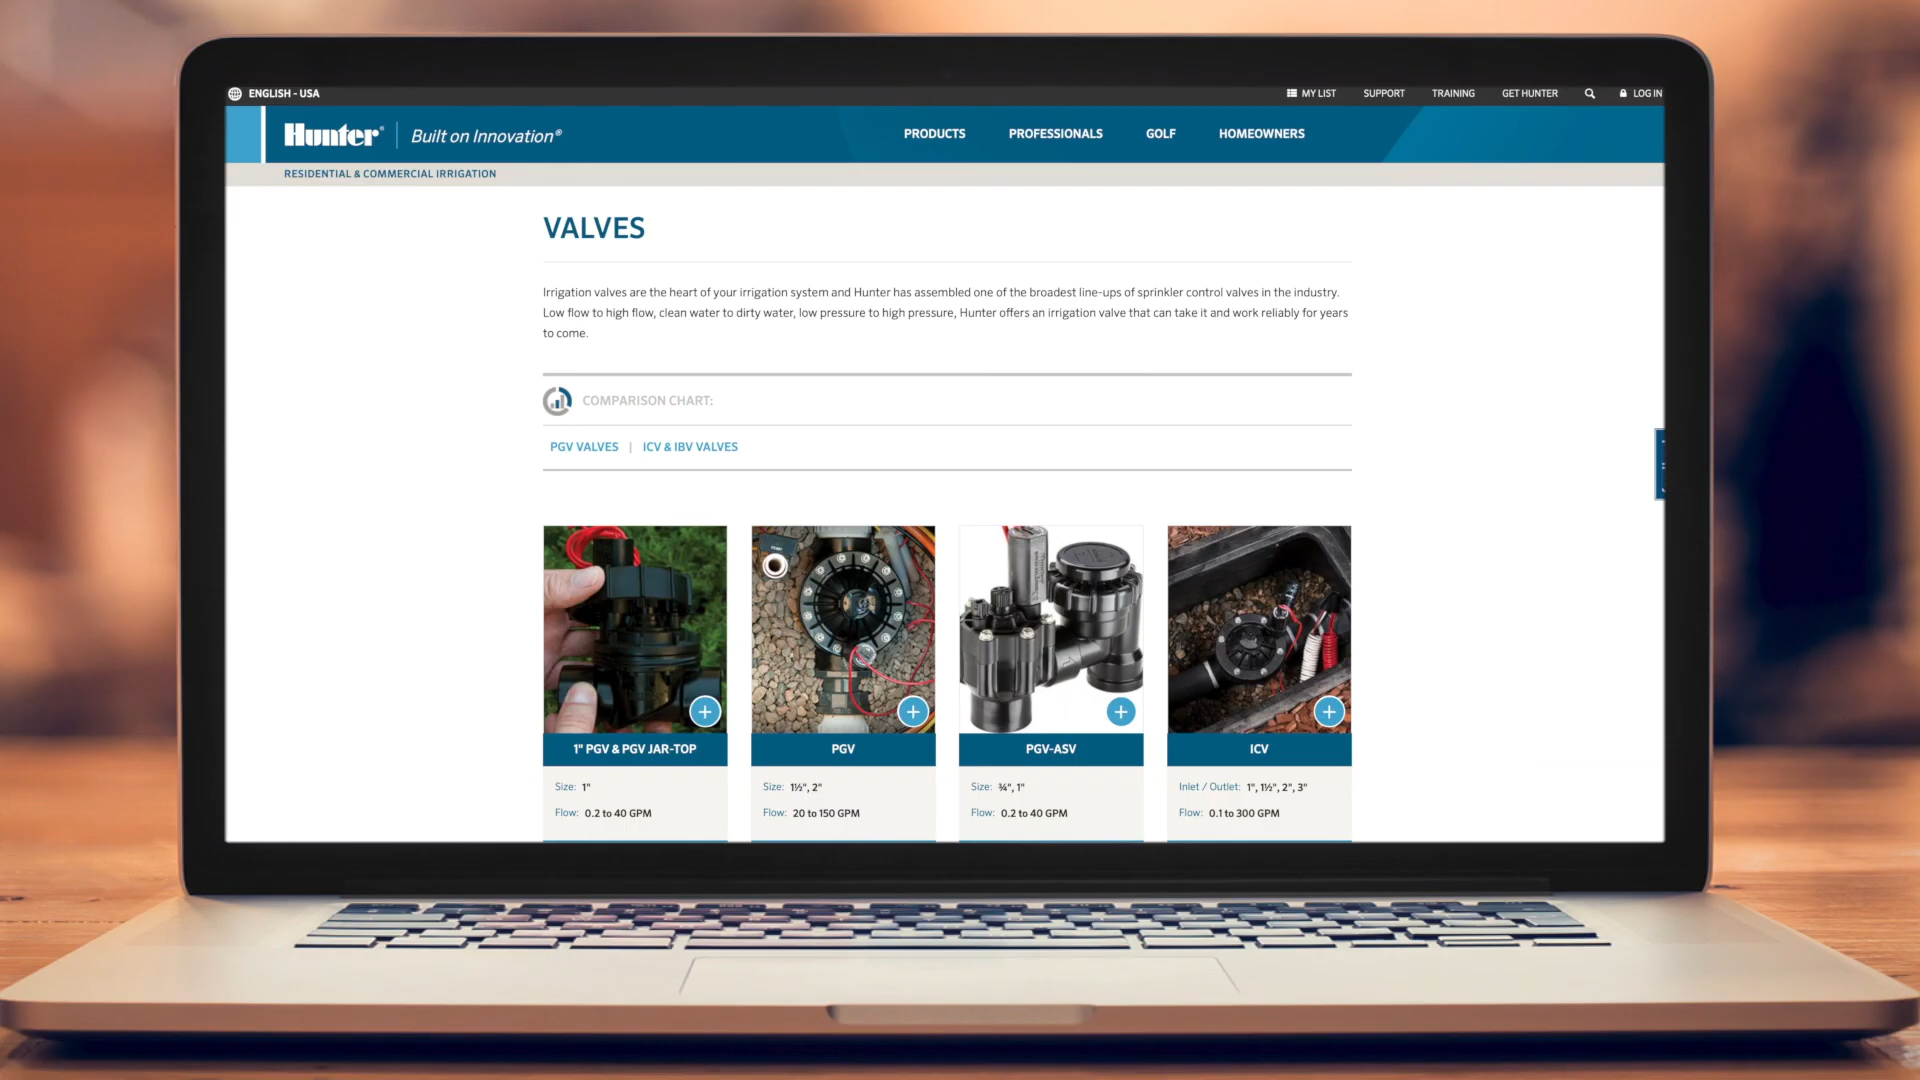 ENGLISH - USA
MY LIST SUPPORT TRAINING GET HUNTER LOG IN
Hunter® Built on Innovation®
PRODUCTS PROFESSIONALS GOLF HOMEOWNERS
RESIDENTIAL & COMMERCIAL IRRIGATION
VALVES
Irrigation valves are the heart of your irrigation system and Hunter has assembled one of the broadest line-ups of sprinkler control valves in the industry.
Low flow to high flow, clean water to dirty water, low pressure to high pressure, Hunter offers an irrigation valve that can take it and work reliably for years
to come.
COMPARISON CHART:
PGV VALVES | ICV & IBV VALVES
1" PGV & PGV JAR-TOP
Size: 1"
Flow: 0.2 to 40 GPM
PGV
Size: 1½", 2"
Flow: 20 to 150 GPM
PGV-ASV
Size: ¾", 1"
Flow: 0.2 to 40 GPM
ICV
Inlet / Outlet: 1", 1½", 2", 3"
Flow: 0.1 to 300 GPM